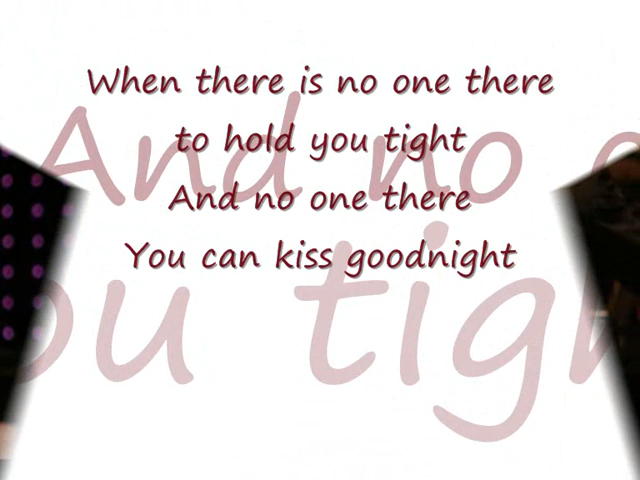 When there is no one there
to hold you tight
And no one there
You can kiss goodnight
And no
ou tig